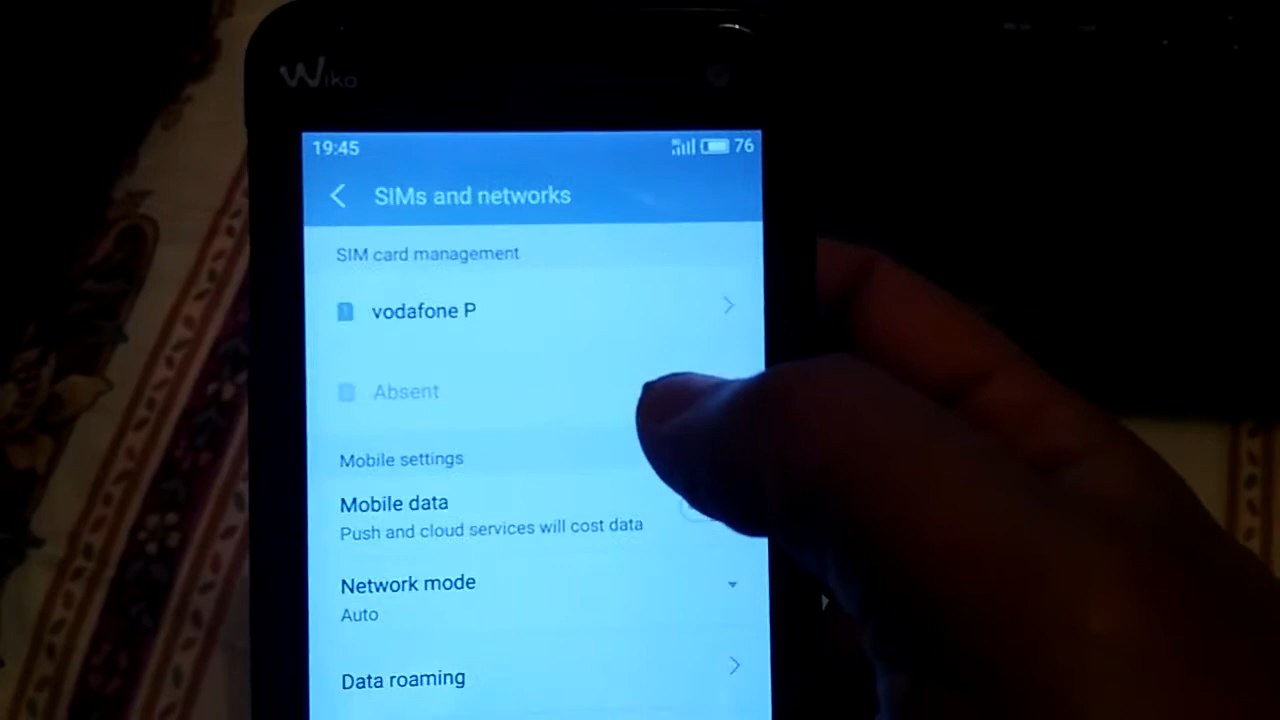 Wiko
19:45
76
SIMs and networks
SIM card management
vodafone P
Absent
Mobile settings
Mobile data
Push and cloud services will cost data
Network mode
Auto
Data roaming